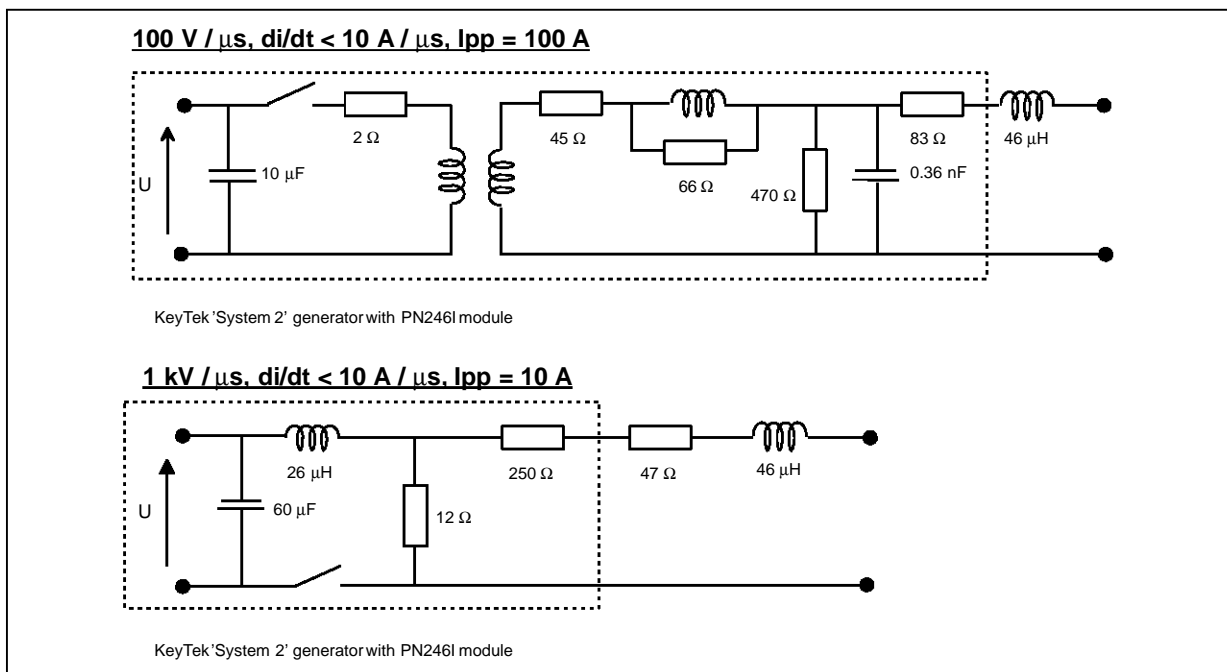 100 V / μs, di/dt < 10 A / μs, Ipp = 100 A
U
10 μF
2 Ω
45 Ω
66 Ω
470 Ω
0.36 nF
83 Ω
46 μH
KeyTek 'System 2' generator with PN246I module
1 kV / μs, di/dt < 10 A / μs, Ipp = 10 A
U
60 μF
26 μH
12 Ω
250 Ω
47 Ω
46 μH
KeyTek 'System 2' generator with PN246I module